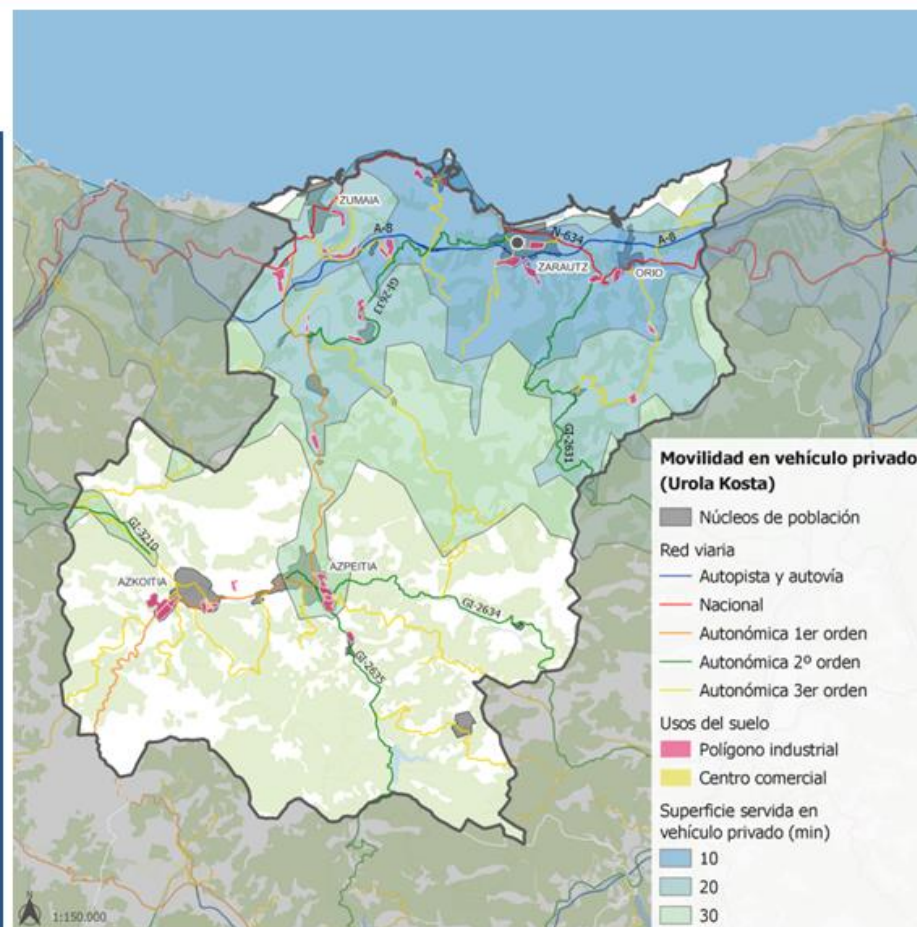 ZUMAIA
A-8
N-634
A-8
ZARAUTZ
ORIO
GI-2633
GI-2631
GI-3210
AZKOITIA
AZPEITIA
GI-2634
GI-2635
Movilidad en vehículo privado
(Urola Kosta)
Núcleos de población
Red viaria
Autopista y autovía
Nacional
Autonómica 1er orden
Autonómica 2º orden
Autonómica 3er orden
Usos del suelo
Polígono industrial
Centro comercial
Superficie servida en
vehículo privado (min)
10
20
30
N
1:150.000